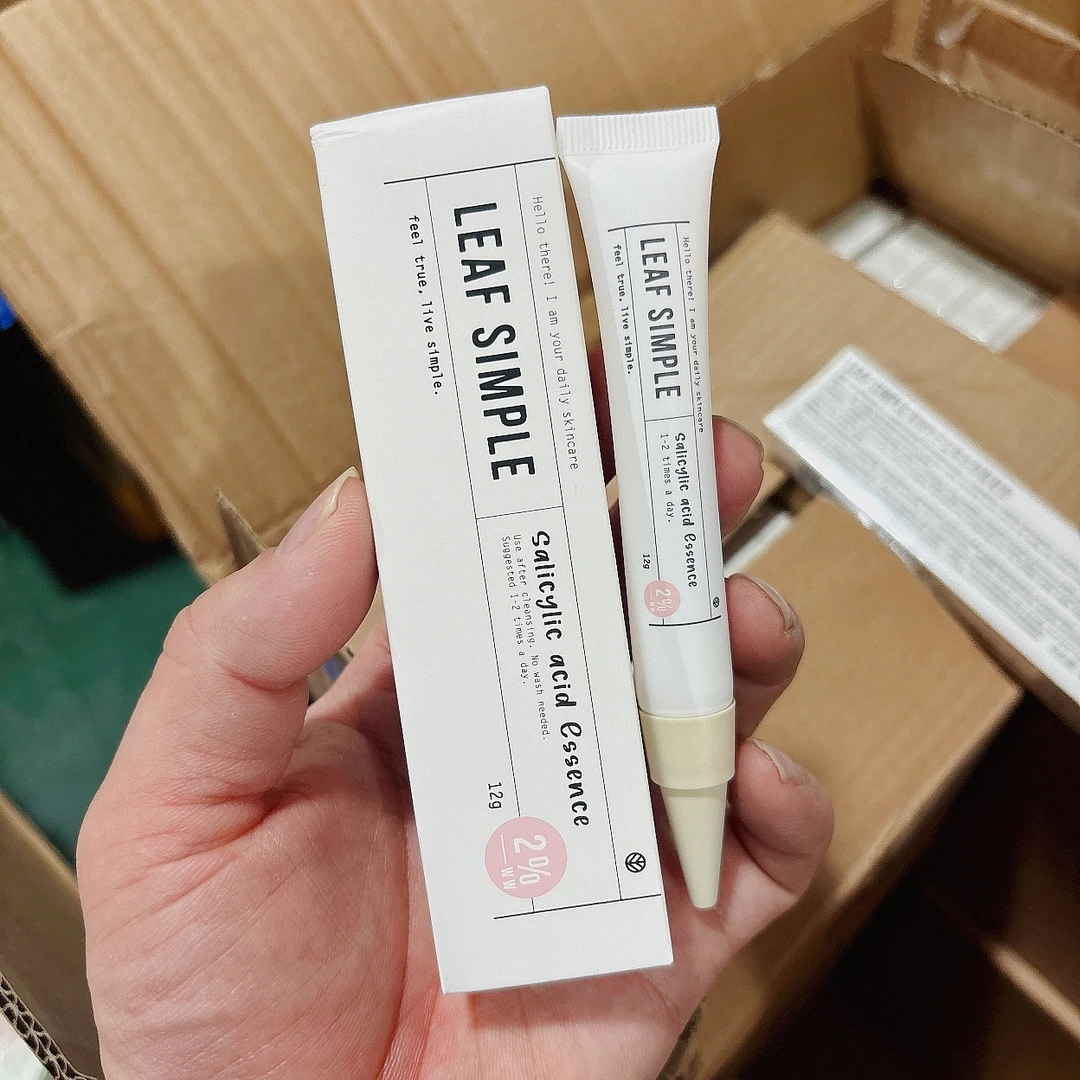 Hello there! I am your daily skincare
LEAF SIMPLE
feel true, live simple.
Salicylic acid Essence
Use after cleansing. No wash needed.
Suggested 1-2 times a day.
12g
2%
WW
Hello there! I am your daily skincare
LEAF SIMPLE
feel true, live simple.
Salicylic acid Essence
1-2 times a day.
12g
2%